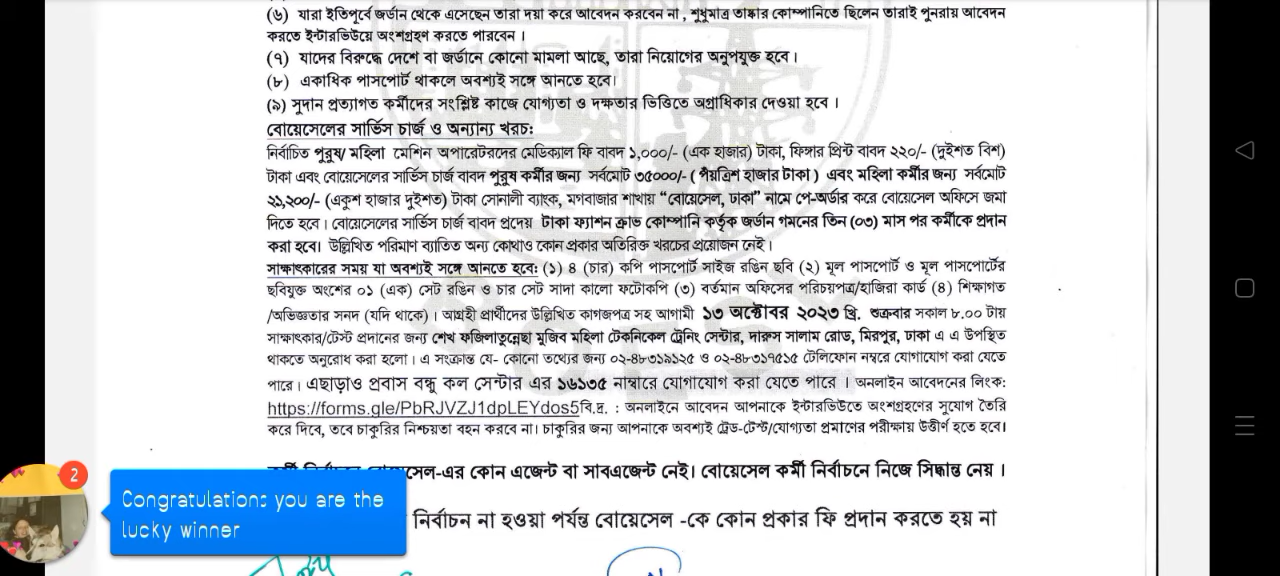 (৬) যারা ইতিপূর্বে জর্ডান থেকে এসেছেন তারা দয়া করে আবেদন করবেন না , শুধুমাত্র তাস্কার কোম্পানিতে ছিলেন তারাই পুনরায় আবেদন
করতে ইন্টারভিউয়ে অংশগ্রহণ করতে পারবেন।
(৭) যাদের বিরুদ্ধে দেশে বা জর্ডানে কোনো মামলা আছে, তারা নিয়োগের অনুপযুক্ত হবে।
(৮) একাধিক পাসপোর্ট থাকলে অবশ্যই সঙ্গে আনতে হবে।
(৯) সুদান প্রত্যাগত কর্মীদের সংশ্লিষ্ট কাজে যোগ্যতা ও দক্ষতার ভিত্তিতে অগ্রাধিকার দেওয়া হবে।
বোয়েসেলের সার্ভিস চার্জ ও অন্যান্য খরচ:
নির্বাচিত পুরুষ/ মহিলা মেশিন অপারেটরদের মেডিক্যাল ফি বাবদ ১,০০০/- (এক হাজার) টাকা, ফিঙ্গার প্রিন্ট বাবদ ২২০/- (দুইশত বিশ)
টাকা এবং বোয়েসেলের সার্ভিস চার্জ বাবদ পুরুষ কর্মীর জন্য সর্বমোট ৩৫০০০/- ( পঁয়ত্রিশ হাজার টাকা ) এবং মহিলা কর্মীর জন্য সর্বমোট
২১,২০০/- (একুশ হাজার দুইশত) টাকা সোনালী ব্যাংক, মগবাজার শাখায় “বোয়েসেল, ঢাকা” নামে পে-অর্ডার করে বোয়েসেল অফিসে জমা
দিতে হবে। বোয়েসেলের সার্ভিস চার্জ বাবদ প্রদেয় টাকা ফ্যাশন ক্রাভ কোম্পানি কর্তৃক জর্ডান গমনের তিন (০৩) মাস পর কর্মীকে প্রদান
করা হবে। উল্লিখিত পরিমাণ ব্যতিত অন্য কোথাও কোন প্রকার অতিরিক্ত খরচের প্রয়োজন নেই।
সাক্ষাৎকারের সময় যা অবশ্যই সঙ্গে আনতে হবে: (১) ৪ (চার) কপি পাসপোর্ট সাইজ রঙিন ছবি (২) মূল পাসপোর্ট ও মূল পাসপোর্টের
ছবিযুক্ত অংশের ০১ (এক) সেট রঙিন ও চার সেট সাদা কালো ফটোকপি (৩) বর্তমান অফিসের পরিচয়পত্র/হাজিরা কার্ড (৪) শিক্ষাগত
/অভিজ্ঞতার সনদ (যদি থাকে)। আগ্রহী প্রার্থীদের উল্লিখিত কাগজপত্র সহ আগামী ১৩ অক্টোবর ২০২৩ খ্রি. শুক্রবার সকাল ৮.০০ টায়
সাক্ষাৎকার/টেস্ট প্রদানের জন্য শেখ ফজিলাতুন্নেছা মুজিব মহিলা টেকনিকেল ট্রেনিং সেন্টার, দারুস সালাম রোড, মিরপুর, ঢাকা এ এ উপস্থিত
থাকতে অনুরোধ করা হলো। এ সংক্রান্ত যে- কোনো তথ্যের জন্য ০২-৪৮৩১৯১২৫ ও ০২-৪৮৩১৭৫১৫ টেলিফোন নম্বরে যোগাযোগ করা যেতে
পারে। এছাড়াও প্রবাস বন্ধু কল সেন্টার এর ১৬১৩৫ নাম্বারে যোগাযোগ করা যেতে পারে । অনলাইন আবেদনের লিংক:
https://forms.gle/PbRJVZJ1dpLEYdos5বি.দ্র. : অনলাইনে আবেদন আপনাকে ইন্টারভিউতে অংশগ্রহণের সুযোগ তৈরি
করে দিবে, তবে চাকুরির নিশ্চয়তা বহন করবে না। চাকুরির জন্য আপনাকে অবশ্যই ট্রেড-টেস্ট/যোগ্যতা প্রমাণের পরীক্ষায় উত্তীর্ণ হতে হবে।
সেল-এর কোন এজেন্ট বা সাবএজেন্ট নেই। বোয়েসেল কর্মী নির্বাচনে নিজে সিদ্ধান্ত নেয় ।
নির্বাচন না হওয়া পর্যন্ত বোয়েসেল -কে কোন প্রকার ফি প্রদান করতে হয় না
2
Congratulation: you are the
lucky winner